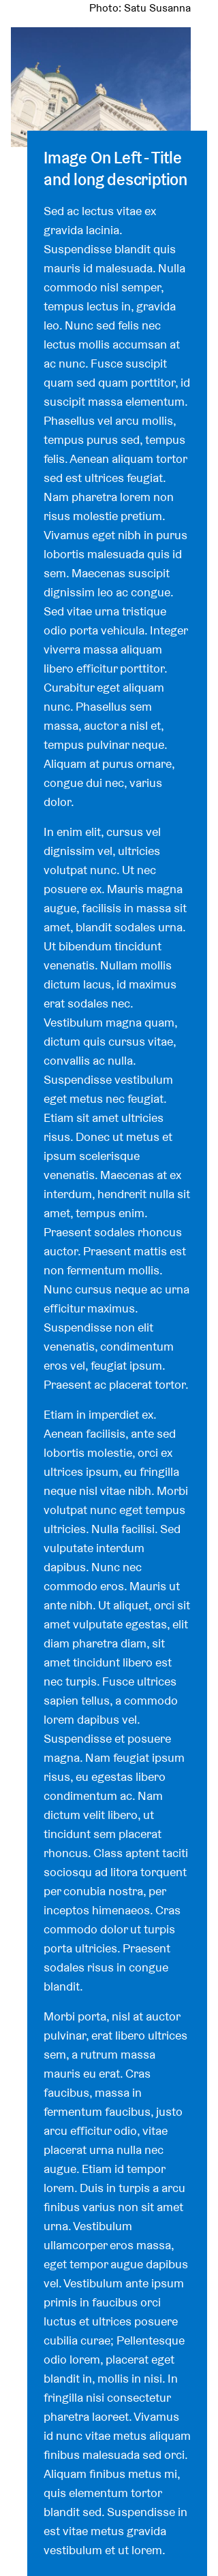 Photo: Satu Susanna
Image On Left - Title
and long description
Sed ac lectus vitae ex
gravida lacinia.
Suspendisse blandit quis
mauris id malesuada. Nulla
commodo nisl semper,
tempus lectus in, gravida
leo. Nunc sed felis nec
lectus mollis accumsan at
ac nunc. Fusce suscipit
quam sed quam porttitor, id
suscipit massa elementum.
Phasellus vel arcu mollis,
tempus purus sed, tempus
felis. Aenean aliquam tortor
sed est ultrices feugiat.
Nam pharetra lorem non
risus molestie pretium.
Vivamus eget nibh in purus
lobortis malesuada quis id
sem. Maecenas suscipit
dignissim leo ac congue.
Sed vitae urna tristique
odio porta vehicula. Integer
viverra massa aliquam
libero efficitur porttitor.
Curabitur eget aliquam
nunc. Phasellus sem
massa, auctor a nisl et,
tempus pulvinar neque.
Aliquam at purus ornare,
congue dui nec, varius
dolor.
In enim elit, cursus vel
dignissim vel, ultricies
volutpat nunc. Ut nec
posuere ex. Mauris magna
augue, facilisis in massa sit
amet, blandit sodales urna.
Ut bibendum tincidunt
venenatis. Nullam mollis
dictum lacus, id maximus
erat sodales nec.
Vestibulum magna quam,
dictum quis cursus vitae,
convallis ac nulla.
Suspendisse vestibulum
eget metus nec feugiat.
Etiam sit amet ultricies
risus. Donec ut metus et
ipsum scelerisque
venenatis. Maecenas at ex
interdum, hendrerit nulla sit
amet, tempus enim.
Praesent sodales rhoncus
auctor. Praesent mattis est
non fermentum mollis.
Nunc cursus neque ac urna
efficitur maximus.
Suspendisse non elit
venenatis, condimentum
eros vel, feugiat ipsum.
Praesent ac placerat tortor.
Etiam in imperdiet ex.
Aenean facilisis, ante sed
lobortis molestie, orci ex
ultrices ipsum, eu fringilla
neque nisl vitae nibh. Morbi
volutpat nunc eget tempus
ultricies. Nulla facilisi. Sed
vulputate interdum
dapibus. Nunc nec
commodo eros. Mauris ut
ante nibh. Ut aliquet, orci sit
amet vulputate egestas, elit
diam pharetra diam, sit
amet tincidunt libero est
nec turpis. Fusce ultrices
sapien tellus, a commodo
lorem dapibus vel.
Suspendisse et posuere
magna. Nam feugiat ipsum
risus, eu egestas libero
condimentum ac. Nam
dictum velit libero, ut
tincidunt sem placerat
rhoncus. Class aptent taciti
sociosqu ad litora torquent
per conubia nostra, per
inceptos himenaeos. Cras
commodo dolor ut turpis
porta ultricies. Praesent
sodales risus in congue
blandit.
Morbi porta, nisl at auctor
pulvinar, erat libero ultrices
sem, a rutrum massa
mauris eu erat. Cras
faucibus, massa in
fermentum faucibus, justo
arcu efficitur odio, vitae
placerat urna nulla nec
augue. Etiam id tempor
lorem. Duis in turpis a arcu
finibus varius non sit amet
urna. Vestibulum
ullamcorper eros massa,
eget tempor augue dapibus
vel. Vestibulum ante ipsum
primis in faucibus orci
luctus et ultrices posuere
cubilia curae; Pellentesque
odio lorem, placerat eget
blandit in, mollis in nisi. In
fringilla nisi consectetur
pharetra laoreet. Vivamus
id nunc vitae metus aliquam
finibus malesuada sed orci.
Aliquam finibus metus mi,
quis elementum tortor
blandit sed. Suspendisse in
est vitae metus gravida
vestibulum et ut lorem.